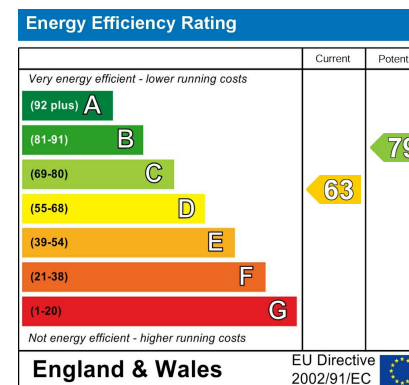 Energy Efficiency Rating
Current
Very energy efficient - lower running costs
(92 plus) A
(81-91) B
(69-80) C
(55-68) D
(39-54) E
(21-38) F
(1-20) G
63
79
Not energy efficient - higher running costs
England & Wales
EU Directive
2002/91/EC